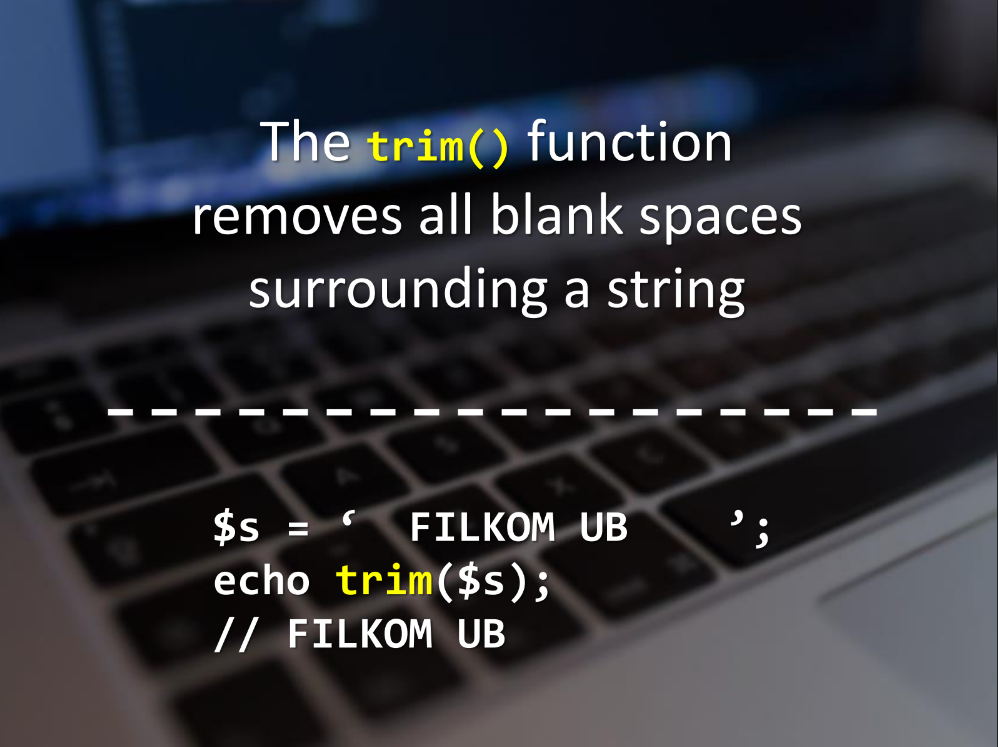 The trim() function
removes all blank spaces
surrounding a string
$s = ‘  FILKOM UB    ’;
echo trim($s);
// FILKOM UB